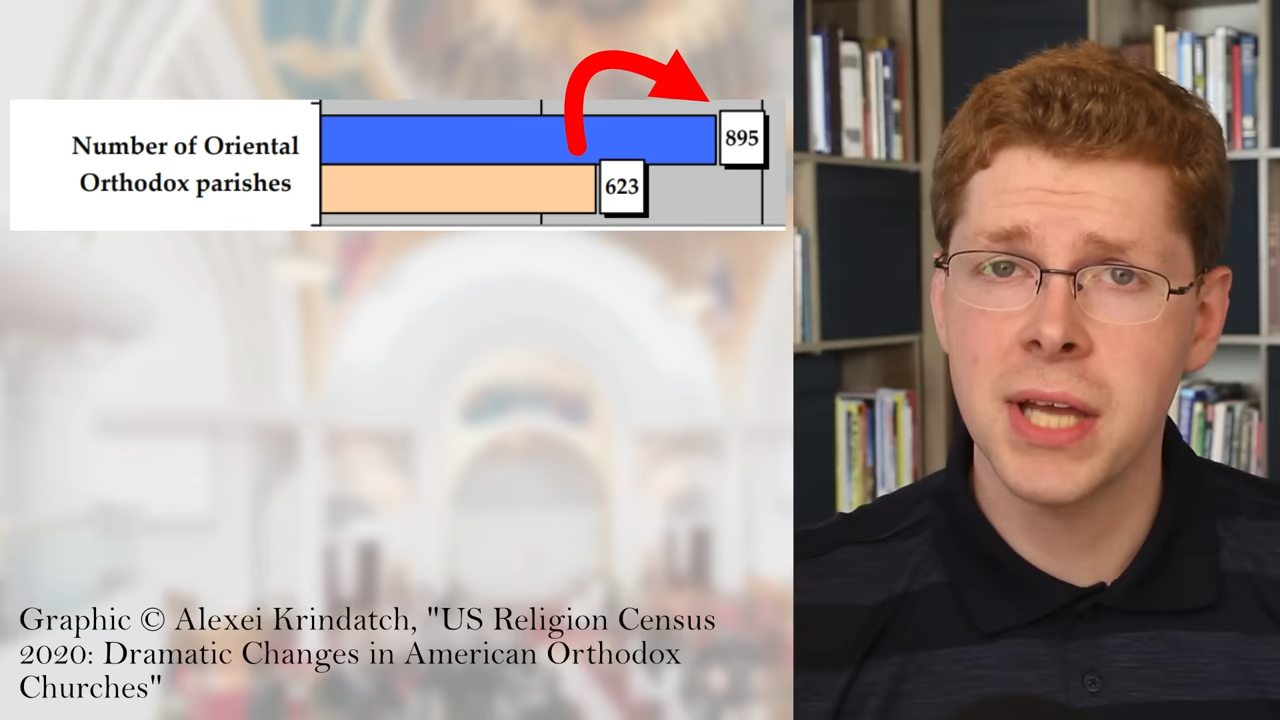 Number of Oriental
Orthodox parishes
895
623
Graphic © Alexei Krindatch, "US Religion Census
2020: Dramatic Changes in American Orthodox
Churches"